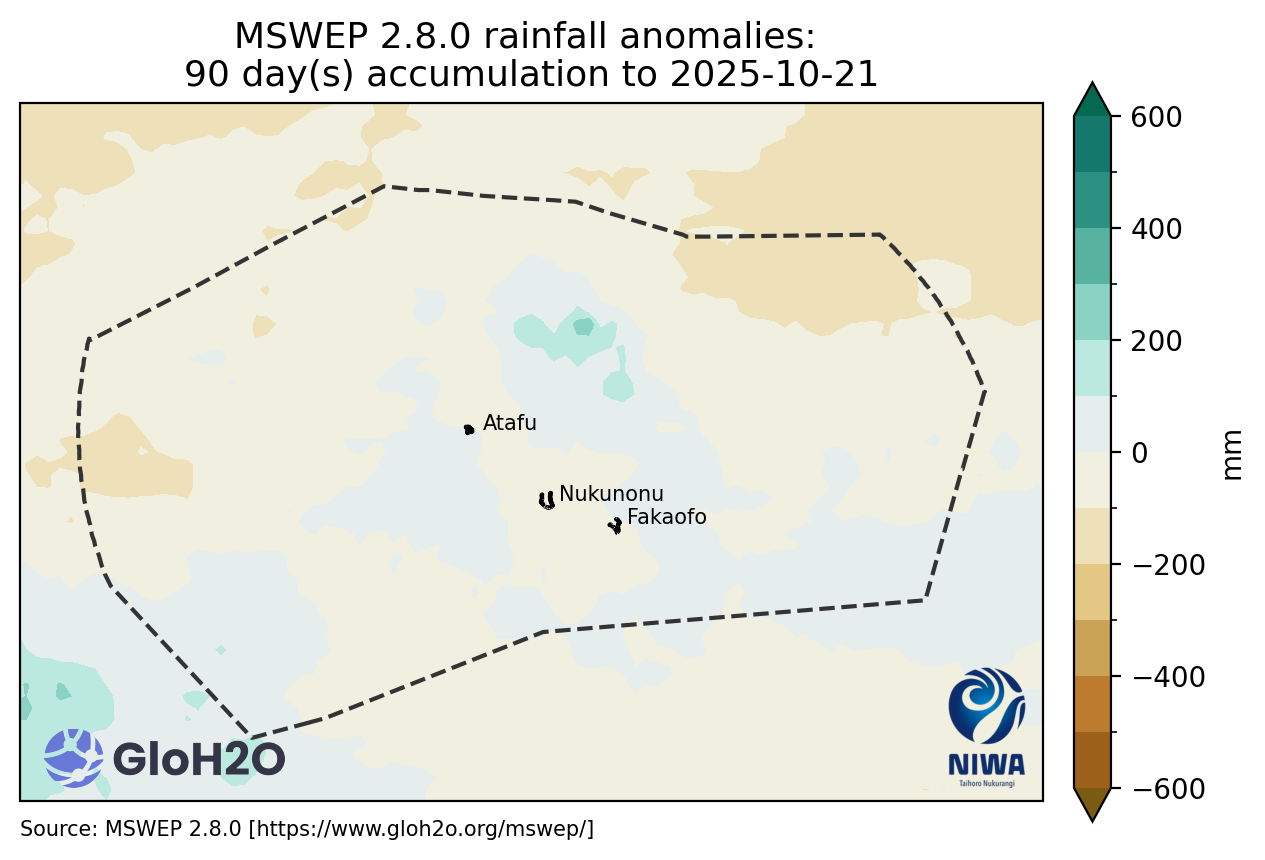 MSWEP 2.8.0 rainfall anomalies:
90 day(s) accumulation to 2025-10-21
600
400
200
0
−200
−400
−600
mm
Atafu
Nukunonu
Fakaofo
GloH2O
NIWA
Taihoro Nukurangi
Source: MSWEP 2.8.0 [https://www.gloh2o.org/mswep/]